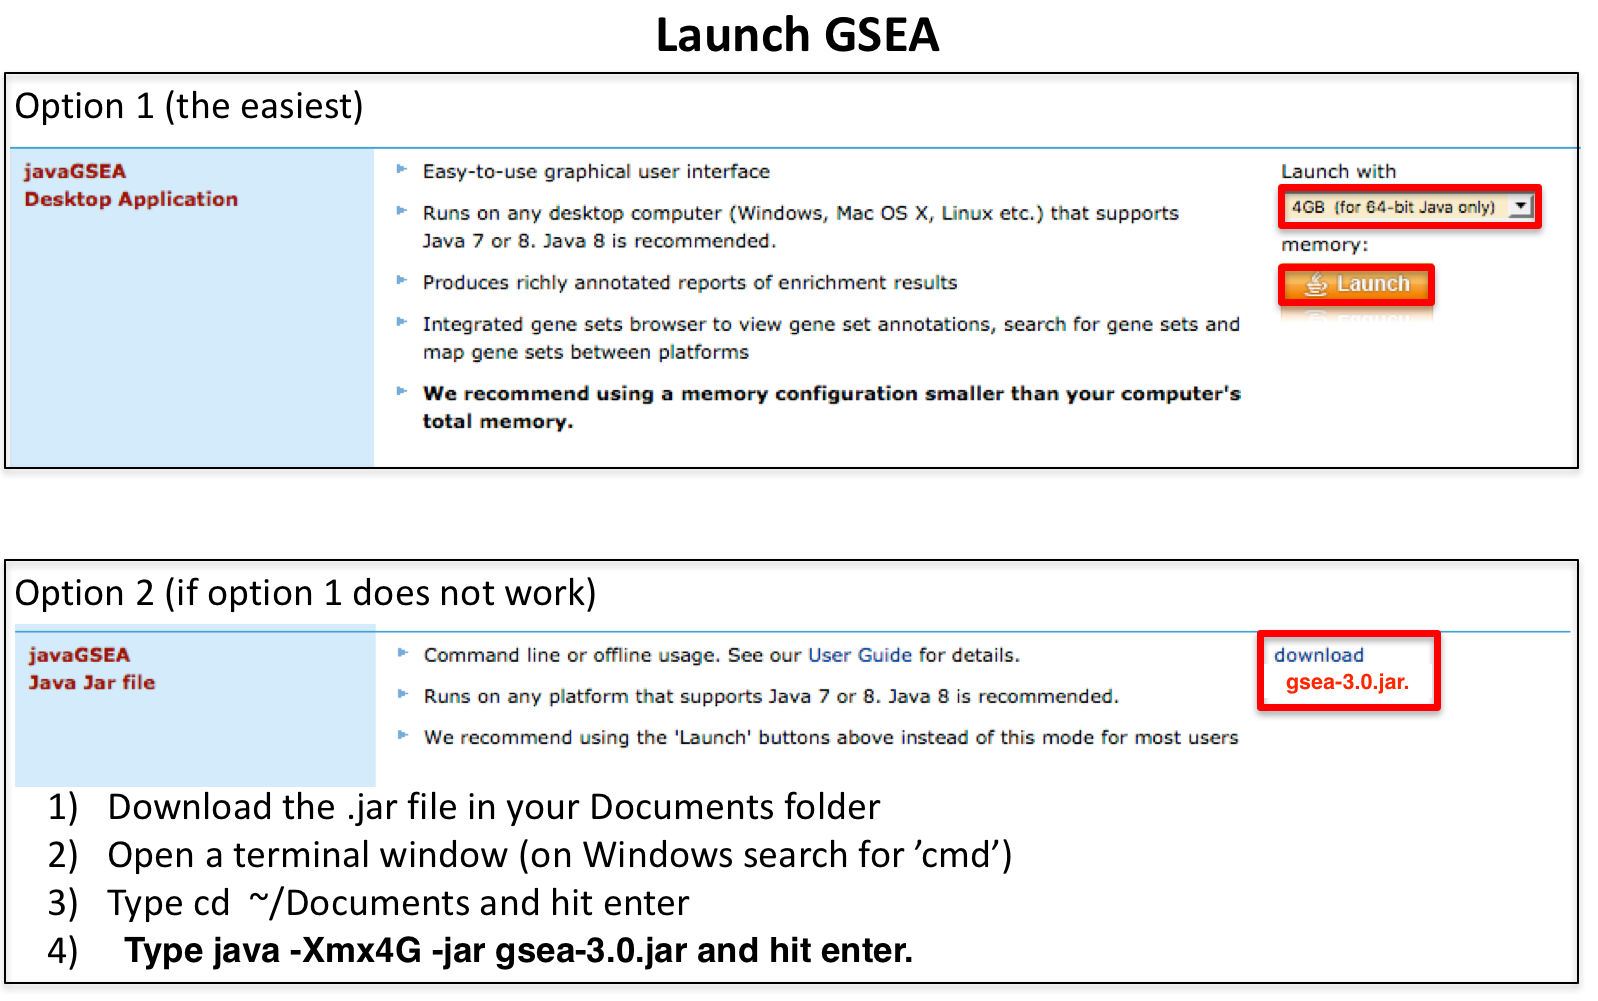 Launch GSEA
Option 1 (the easiest)
javaGSEA
Desktop Application
Easy-to-use graphical user interface
Runs on any desktop computer (Windows, Mac OS X, Linux etc.) that supports
Java 7 or 8. Java 8 is recommended.
Produces richly annotated reports of enrichment results
Integrated gene sets browser to view gene set annotations, search for gene sets and
map gene sets between platforms
We recommend using a memory configuration smaller than your computer's
total memory.
Launch with
4GB (for 64-bit Java only)
memory:
Launch
Option 2 (if option 1 does not work)
javaGSEA
Java Jar file
Command line or offline usage. See our User Guide for details.
Runs on any platform that supports Java 7 or 8. Java 8 is recommended.
We recommend using the 'Launch' buttons above instead of this mode for most users
download
gsea-3.0.jar.
1) Download the .jar file in your Documents folder
2) Open a terminal window (on Windows search for ’cmd’)
3) Type cd ~/Documents and hit enter
4) Type java -Xmx4G -jar gsea-3.0.jar and hit enter.